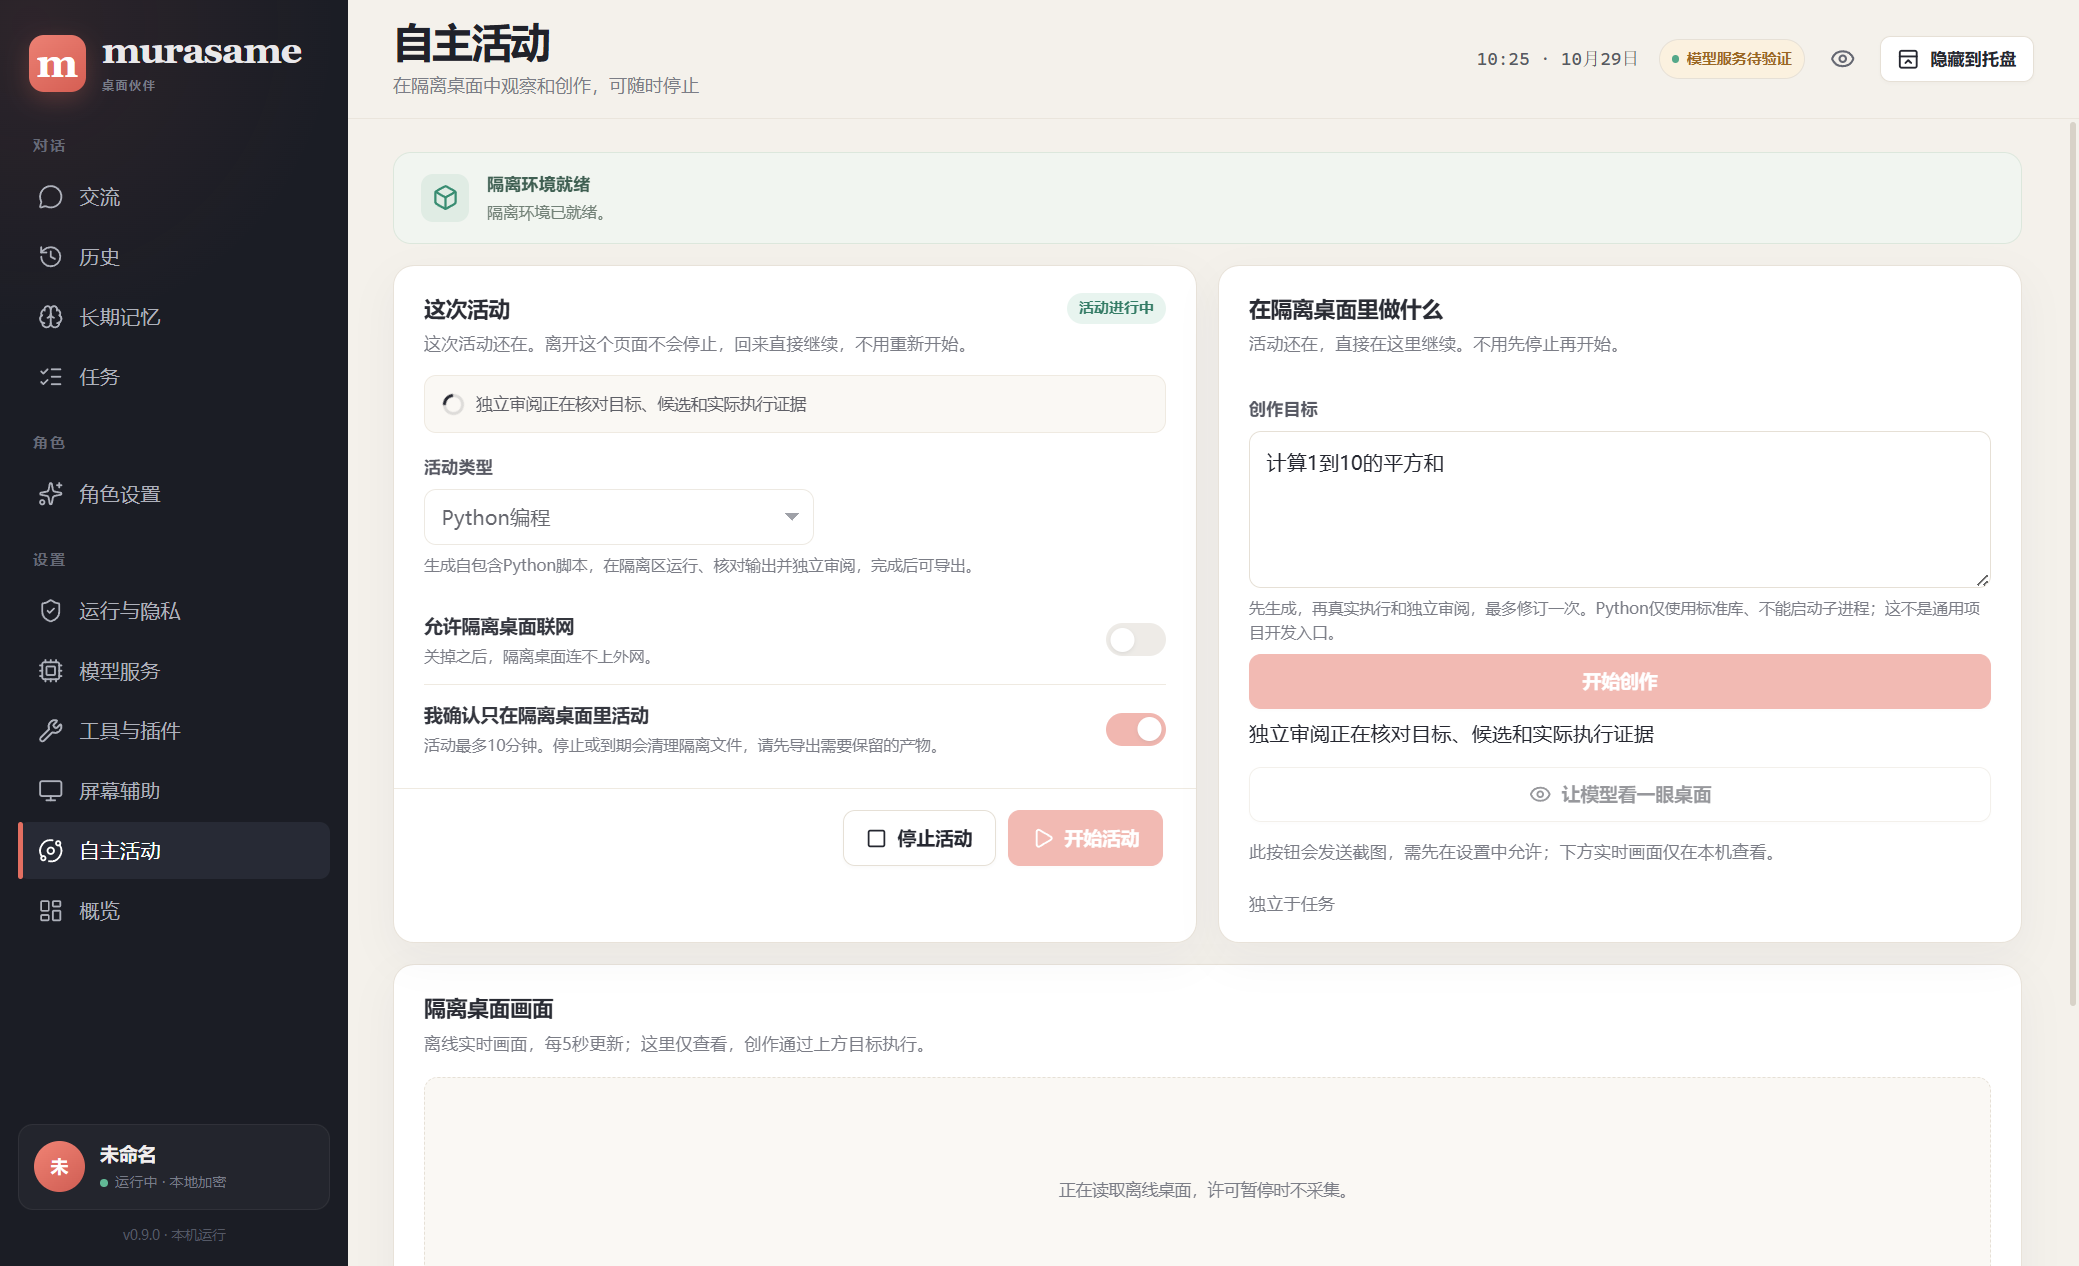 m
murasame
桌面伙伴
对话
交流
历史
长期记忆
任务
角色
角色设置
设置
运行与隐私
模型服务
工具与插件
屏幕辅助
自主活动
概览
未
未命名
运行中 · 本地加密
v0.9.0 · 本机运行
自主活动
在隔离桌面中观察和创作，可随时停止
10:25 · 10月29日
模型服务待验证
隐藏到托盘
隔离环境就绪
隔离环境已就绪。
这次活动
活动进行中
这次活动还在。离开这个页面不会停止，回来直接继续，不用重新开始。
独立审阅正在核对目标、候选和实际执行证据
活动类型
Python编程
生成自包含Python脚本，在隔离区运行、核对输出并独立审阅，完成后可导出。
允许隔离桌面联网
关掉之后，隔离桌面连不上外网。
我确认只在隔离桌面里活动
活动最多10分钟。停止或到期会清理隔离文件，请先导出需要保留的产物。
停止活动
开始活动
在隔离桌面里做什么
活动还在，直接在这里继续。不用先停止再开始。
创作目标
计算1到10的平方和
先生成，再真实执行和独立审阅，最多修订一次。Python仅使用标准库、不能启动子进程；这不是通用项
目开发入口。
开始创作
独立审阅正在核对目标、候选和实际执行证据
让模型看一眼桌面
此按钮会发送截图，需先在设置中允许；下方实时画面仅在本机查看。
独立于任务
隔离桌面画面
离线实时画面，每5秒更新；这里仅查看，创作通过上方目标执行。
正在读取离线桌面，许可暂停时不采集。